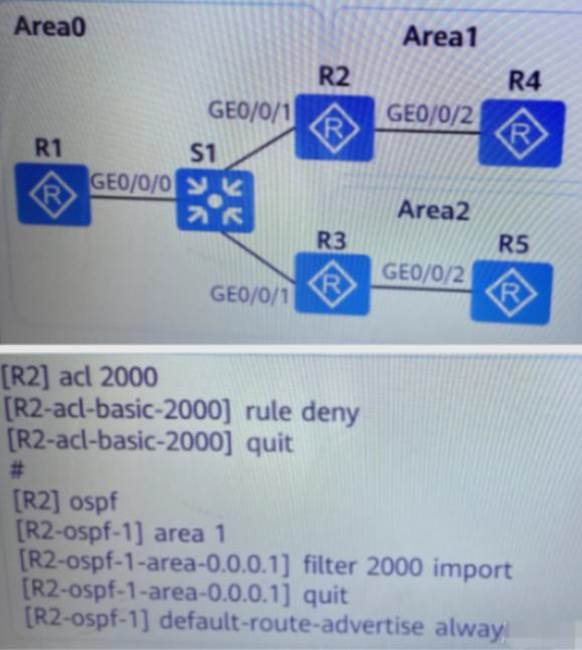 Area0
Area1
R2
R4
GE0/0/1
GE0/0/2
R1
S1
GE0/0/0
Area2
R3
R5
GE0/0/2
GE0/0/1
[R2] acl 2000
[R2-acl-basic-2000] rule deny
[R2-acl-basic-2000] quit
#
[R2] ospf
[R2-ospf-1] area 1
[R2-ospf-1-area-0.0.0.1] filter 2000 import
[R2-ospf-1-area-0.0.0.1] quit
[R2-ospf-1] default-route-advertise alway